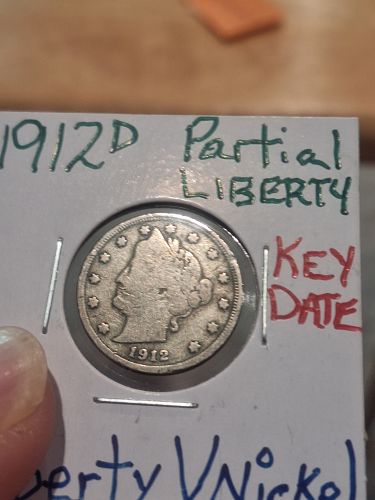 1912D Partial
LIBERTY
KEY
DATE
1912
erty V Nickel